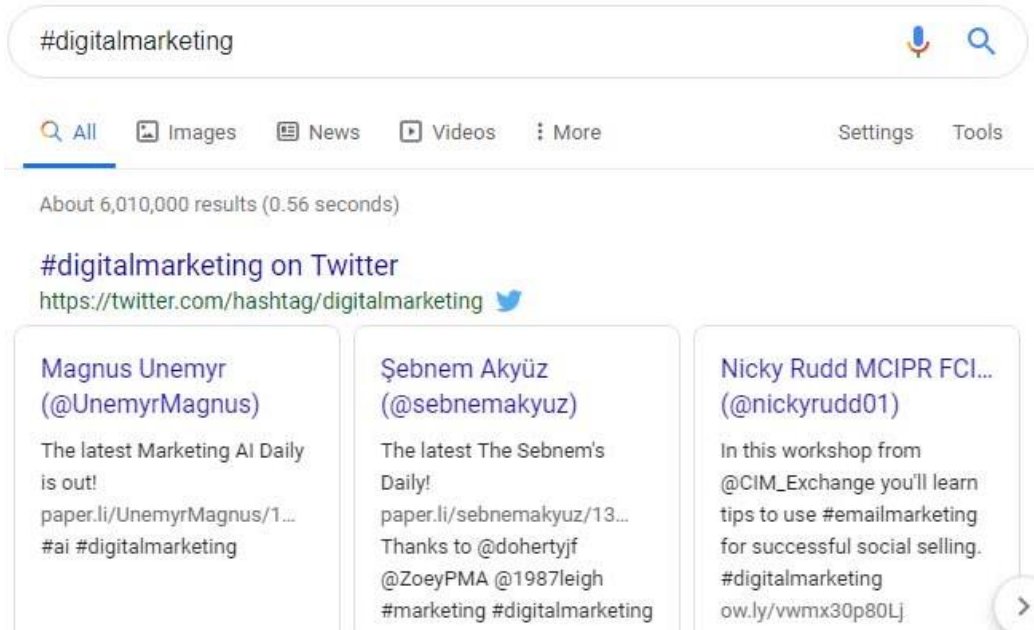 #digitalmarketing
All Images News Videos More Settings Tools
About 6,010,000 results (0.56 seconds)
#digitalmarketing on Twitter
https://twitter.com/hashtag/digitalmarketing
Magnus Unemyr
(@UnemyrMagnus)
The latest Marketing AI Daily
is out!
paper.li/UnemyrMagnus/1...
#ai #digitalmarketing
Şebnem Akyüz
(@sebnemakyuz)
The latest The Sebnem's
Daily!
paper.li/sebnemakyuz/13...
Thanks to @dohertyjf
@ZoeyPMA @1987leigh
#marketing #digitalmarketing
Nicky Rudd MCIPR FCI...
(@nickyrudd01)
In this workshop from
@CIM_Exchange you'll learn
tips to use #emailmarketing
for successful social selling.
#digitalmarketing
ow.ly/vwmx30p80Lj